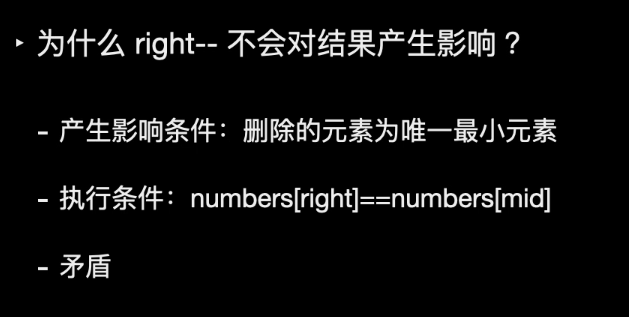 ‣ 为什么 right-- 不会对结果产生影响？
- 产生影响条件：删除的元素为唯一最小元素
- 执行条件：numbers[right]==numbers[mid]
- 矛盾